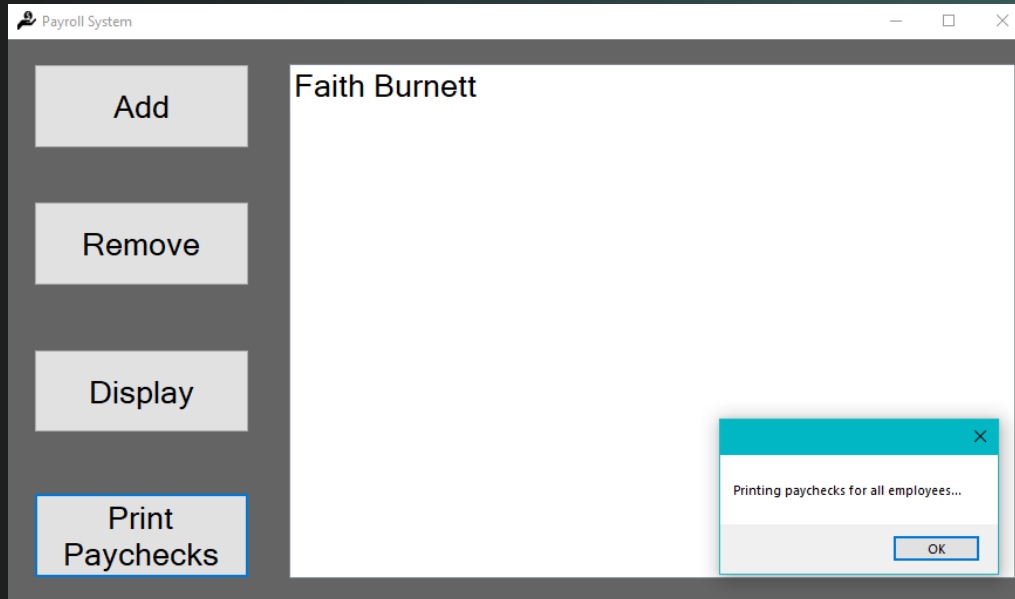 Payroll System
Add
Faith Burnett
Remove
Display
Print
Paychecks
Printing paychecks for all employees...
OK